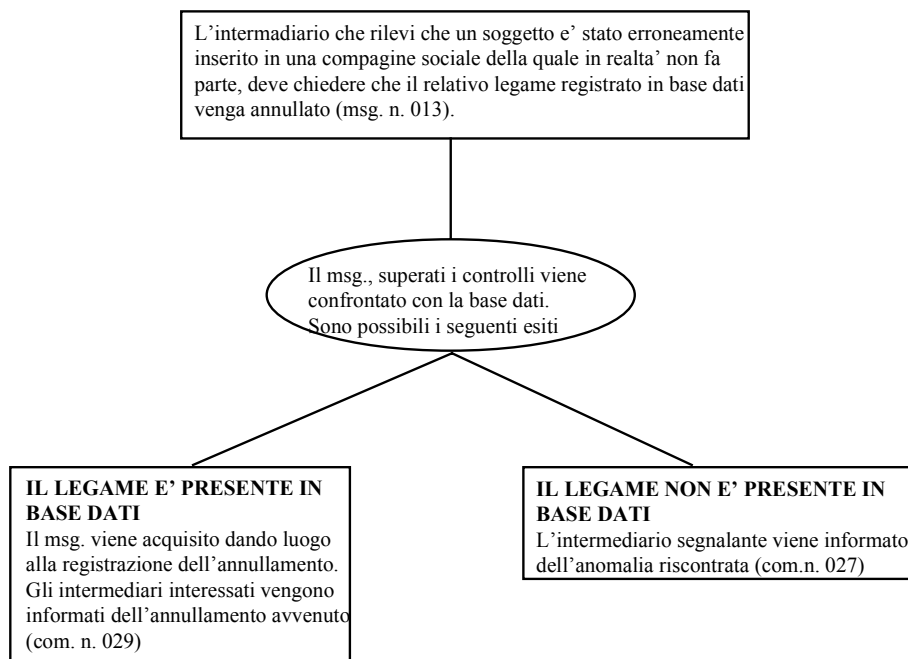 L’intermadiario che rilevi che un soggetto e’ stato erroneamente
inserito in una compagine sociale della quale in realta’ non fa
parte, deve chiedere che il relativo legame registrato in base dati
venga annullato (msg. n. 013).
Il msg., superati i controlli viene
confrontato con la base dati.
Sono possibili i seguenti esiti
IL LEGAME E’ PRESENTE IN
BASE DATI
Il msg. viene acquisito dando luogo
alla registrazione dell’annullamento.
Gli intermediari interessati vengono
informati dell’annullamento avvenuto
(com. n. 029)
IL LEGAME NON E’ PRESENTE IN
BASE DATI
L’intermediario segnalante viene informato
dell’anomalia riscontrata (com.n. 027)